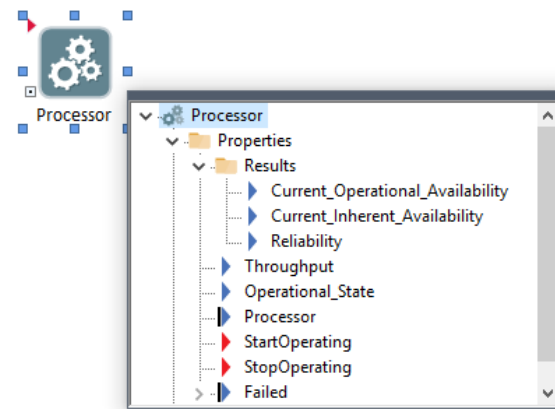 Processor
Processor
Properties
Results
Current_Operational_Availability
Current_Inherent_Availability
Reliability
Throughput
Operational_State
Processor
StartOperating
StopOperating
Failed